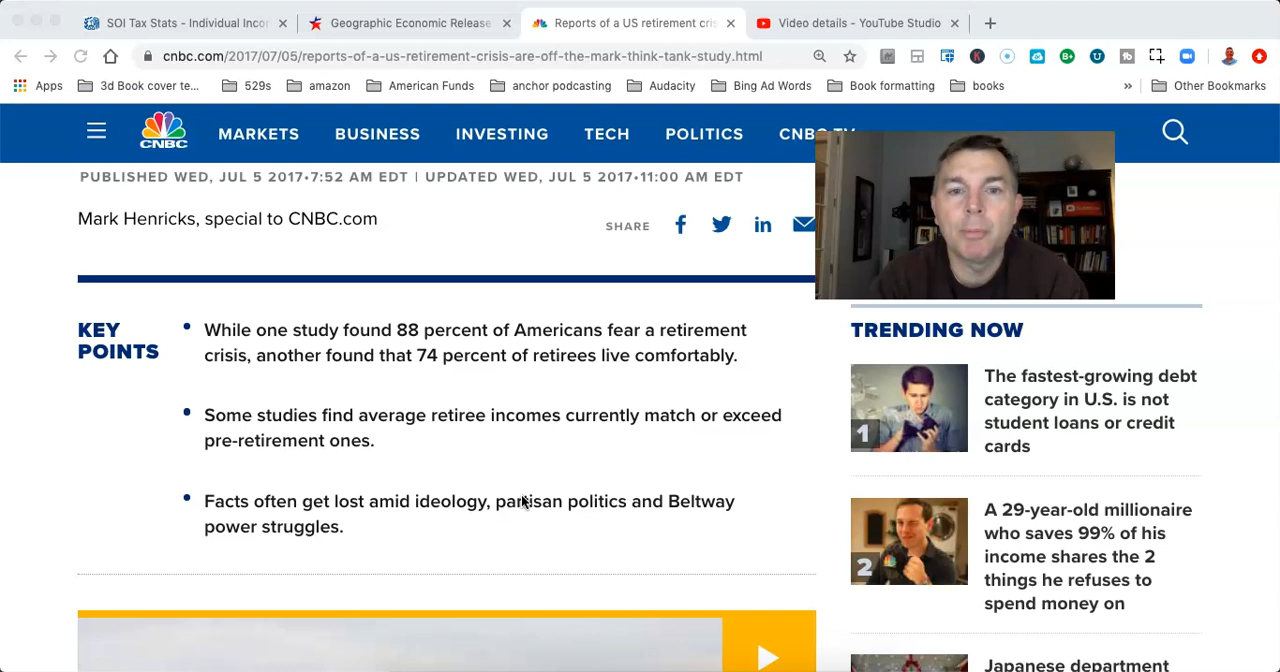 SOI Tax Stats - Individual Incor
Geographic Economic Release
Reports of a US retirement cris
Video details - YouTube Studio
cnbc.com/2017/07/05/reports-of-a-us-retirement-crisis-are-off-the-mark-think-tank-study.html
Apps
3d Book cover te...
529s
amazon
American Funds
anchor podcasting
Audacity
Bing Ad Words
Book formatting
books
»
Other Bookmarks
CNBC
MARKETS
BUSINESS
INVESTING
TECH
POLITICS
CNBC TV
PUBLISHED WED, JUL 5 2017•7:52 AM EDT | UPDATED WED, JUL 5 2017•11:00 AM EDT
Mark Henricks, special to CNBC.com
SHARE
KEY
POINTS
• While one study found 88 percent of Americans fear a retirement
crisis, another found that 74 percent of retirees live comfortably.
• Some studies find average retiree incomes currently match or exceed
pre-retirement ones.
• Facts often get lost amid ideology, partisan politics and Beltway
power struggles.
TRENDING NOW
1
The fastest-growing debt
category in U.S. is not
student loans or credit
cards
2
A 29-year-old millionaire
who saves 99% of his
income shares the 2
things he refuses to
spend money on
Japanese department